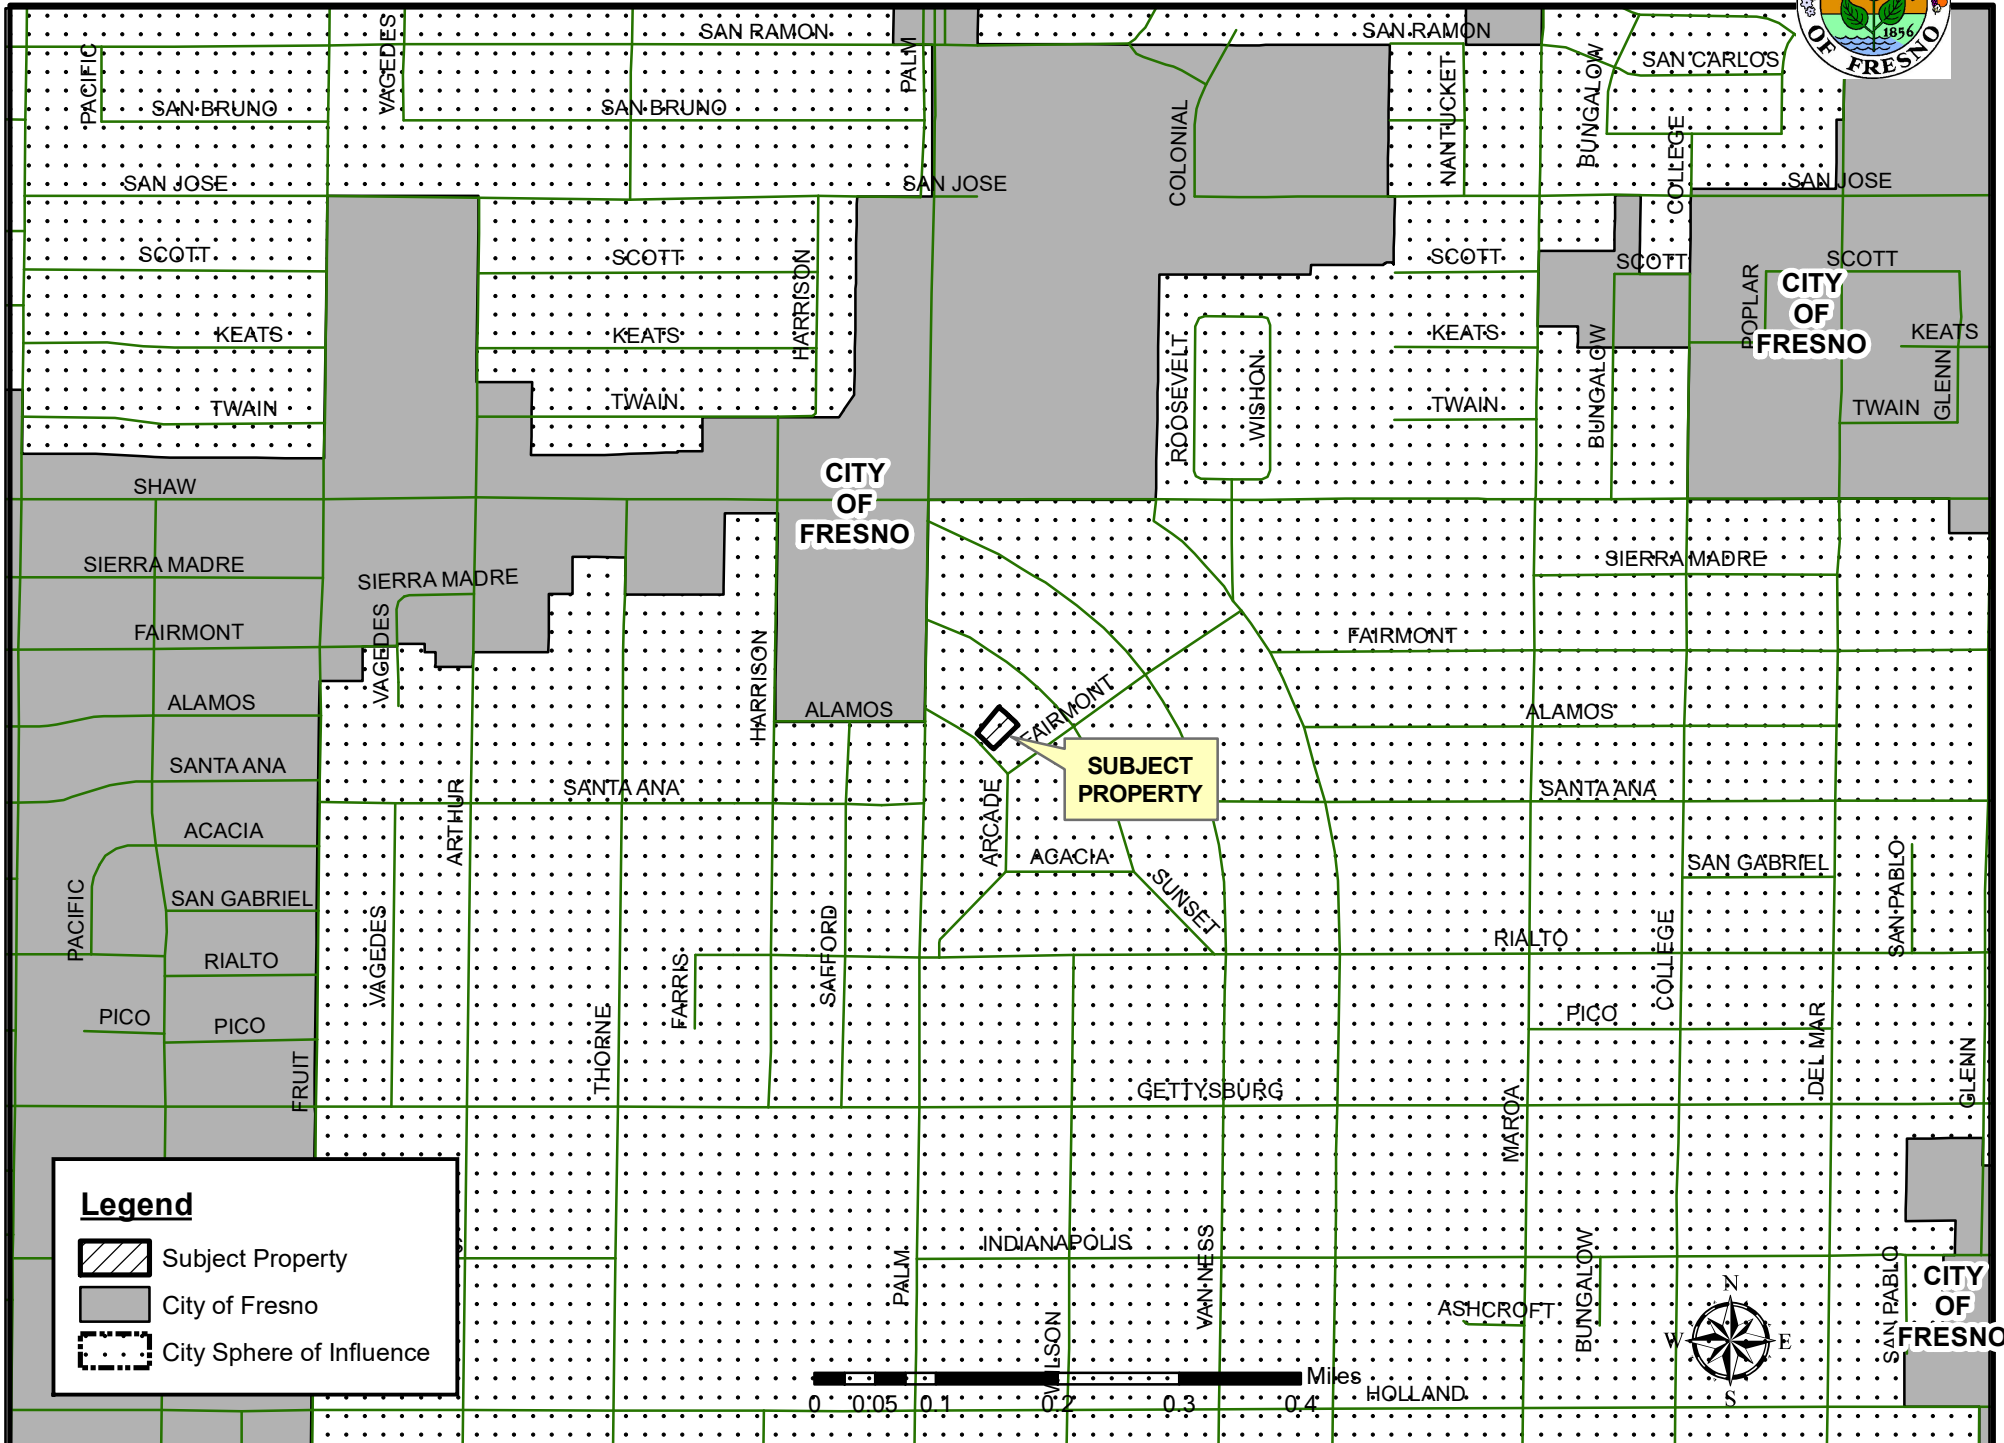 1856
OF FRESNO
SAN RAMON
PALM
SAN RAMON
PACIFIC
VAGEDES
SAN BRUNO
SAN BRUNO
COLONIAL
NANTUCKET
BUNGALOW
SAN CARLOS
COLLEGE
SAN JOSE
SAN JOSE
SAN JOSE
SCOTT
SCOTT
HARRISON
SCOTT
SCOTT
SCOTT
POPLAR
CITY
OF
FRESNO
KEATS
KEATS
ROOSEVELT
WISHON
KEATS
BUNGALOW
KEATS
GLENN
TWAIN
TWAIN
TWAIN
TWAIN
SHAW
CITY
OF
FRESNO
SIERRA MADRE
SIERRA MADRE
SIERRA MADRE
FAIRMONT
VAGEDES
HARRISON
FAIRMONT
FAIRMONT
ALAMOS
ALAMOS
ALAMOS
SUBJECT
PROPERTY
SANTA ANA
ARTHUR
SANTA ANA
ARCADE
SANTA ANA
ACACIA
ACACIA
SUNSET
SAN GABRIEL
SAN PABLO
PACIFIC
SAN GABRIEL
VAGEDES
SAFFORD
RIALTO
COLLEGE
RIALTO
FARRIS
THORNE
PICO
PICO
PICO
DEL MAR
FRUIT
GETTYSBURG
MAROA
GLENN
Legend
Subject Property
City of Fresno
City Sphere of Influence
INDIANAPOLIS
PALM
WILSON
VAN NESS
ASHCROFT
BUNGALOW
N
W
E
S
SAN PABLO
CITY
OF
FRESNO
Miles
0 0.05 0.1 0.2 0.3 0.4
HOLLAND